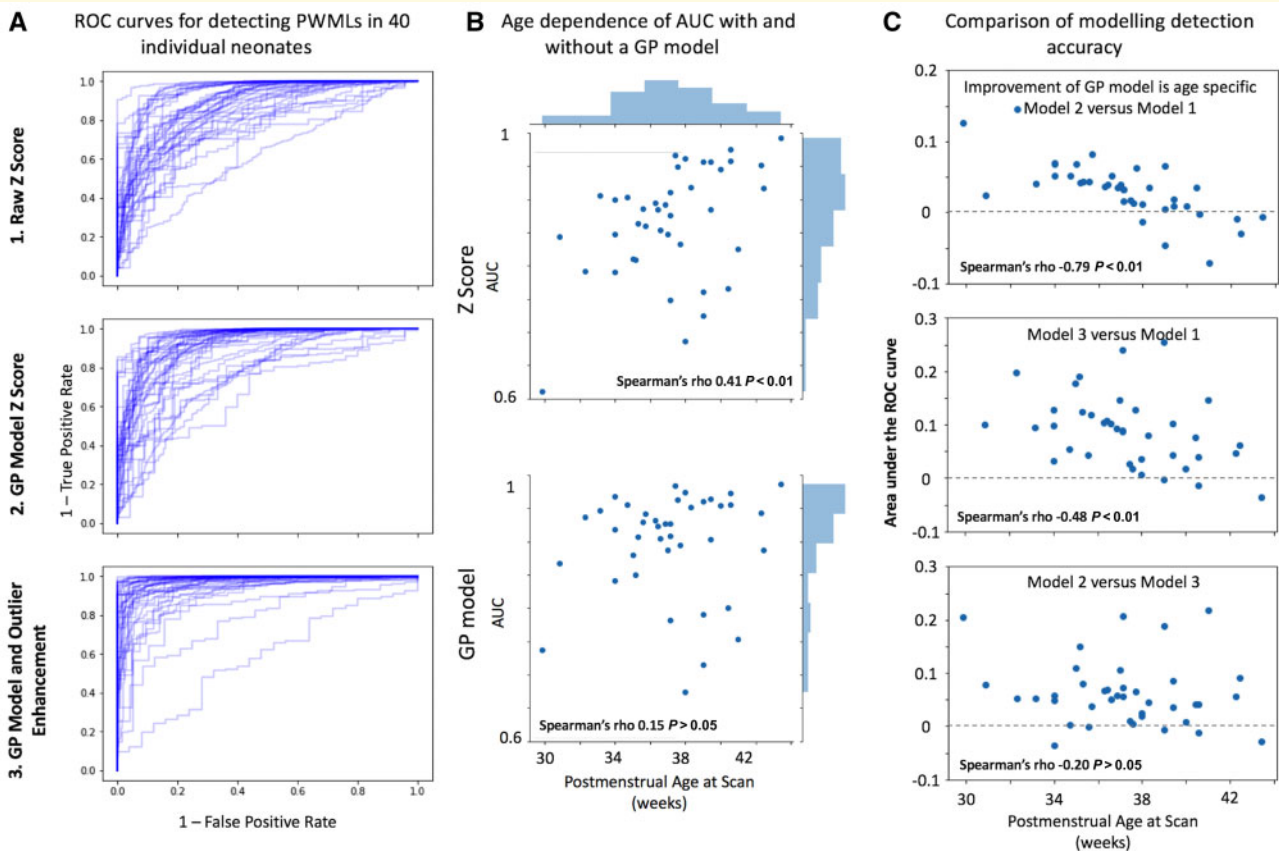 A
ROC curves for detecting PWMLs in 40
individual neonates
1. Raw Z Score
1.0
0.8
0.6
0.4
0.2
0.0
2. GP Model Z Score
1 – True Positive Rate
1.0
0.8
0.6
0.4
0.2
0.0
3. GP Model and Outlier
Enhancement
1.0
0.8
0.6
0.4
0.2
0.0
0.0 0.2 0.4 0.6 0.8 1.0
1 – False Positive Rate
B
Age dependence of AUC with and
without a GP model
Z Score
AUC
1
0.6
Spearman's rho 0.41 P < 0.01
GP model
AUC
1
0.6
Spearman's rho 0.15 P > 0.05
30 34 38 42
Postmenstrual Age at Scan
(weeks)
C
Comparison of modelling detection
accuracy
Area under the ROC curve
0.2
0.1
0
-0.1
Improvement of GP model is age specific
Model 2 versus Model 1
Spearman's rho -0.79 P < 0.01
0.3
0.2
0.1
0
-0.1
Model 3 versus Model 1
Spearman's rho -0.48 P < 0.01
0.3
0.2
0.1
0
-0.1
Model 2 versus Model 3
Spearman's rho -0.20 P > 0.05
30 34 38 42
Postmenstrual Age at Scan
(weeks)